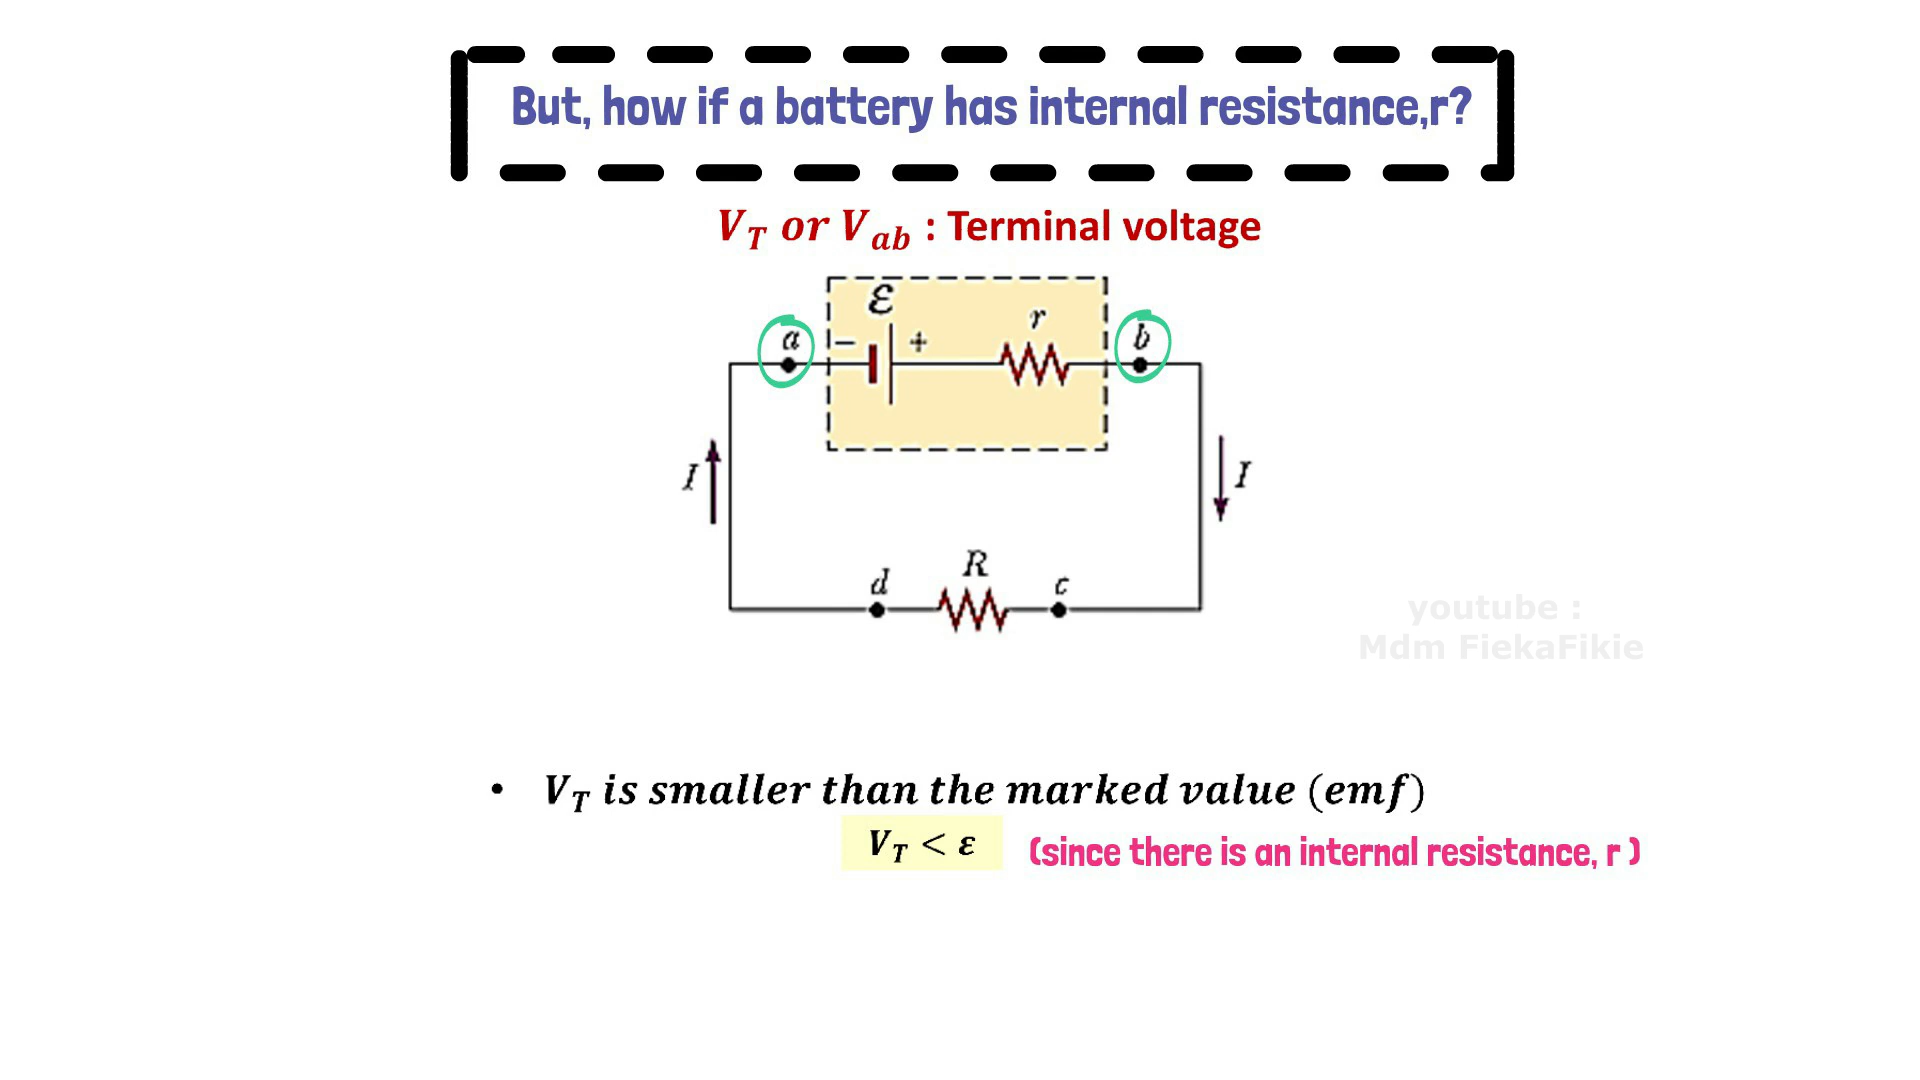 But, how if a battery has internal resistance,r?
V_T or V_ab : Terminal voltage
ℰ
r
a
− +
b
I
I
R
d
c
youtube :
Mdm FiekaFikie
• V_T is smaller than the marked value (emf)
V_T < ε (since there is an internal resistance, r )